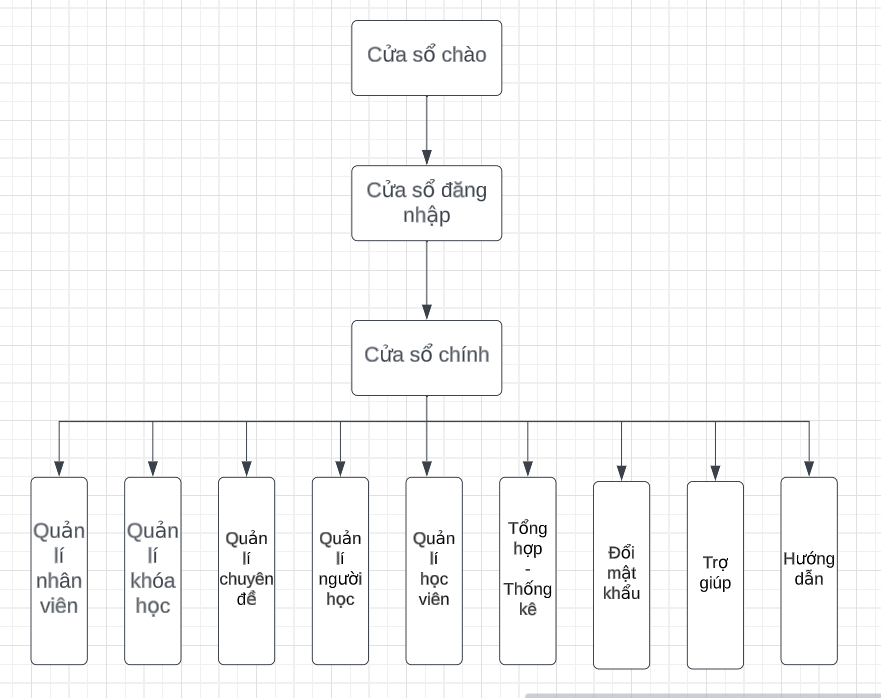 Cửa sổ chào
Cửa sổ đăng
nhập
Cửa sổ chính
Quản
lí
nhân
viên
Quản
lí
khóa
học
Quản
lí
chuyên
đề
Quản
lí
người
học
Quản
lí
học
viên
Tổng
hợp
-
Thống
kê
Đổi
mật
khẩu
Trợ
giúp
Hướng
dẫn